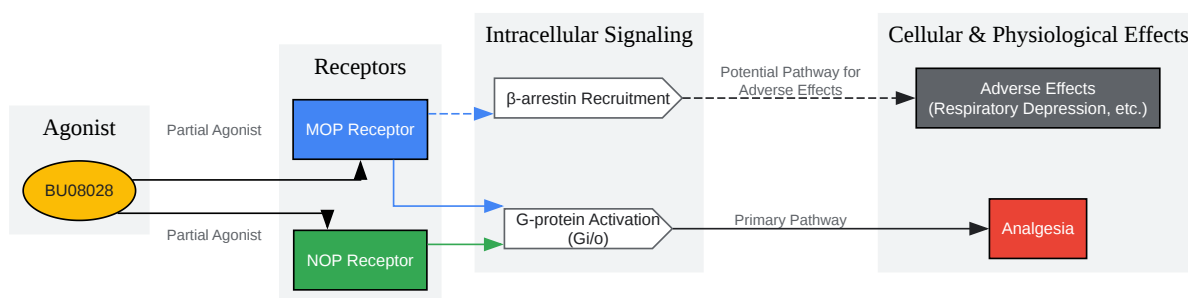 Agonist
BU08028
Partial Agonist
Partial Agonist
Receptors
MOP Receptor
NOP Receptor
Intracellular Signaling
β-arrestin Recruitment
G-protein Activation
(Gi/o)
Potential Pathway for
Adverse Effects
Primary Pathway
Cellular & Physiological Effects
Adverse Effects
(Respiratory Depression, etc.)
Analgesia